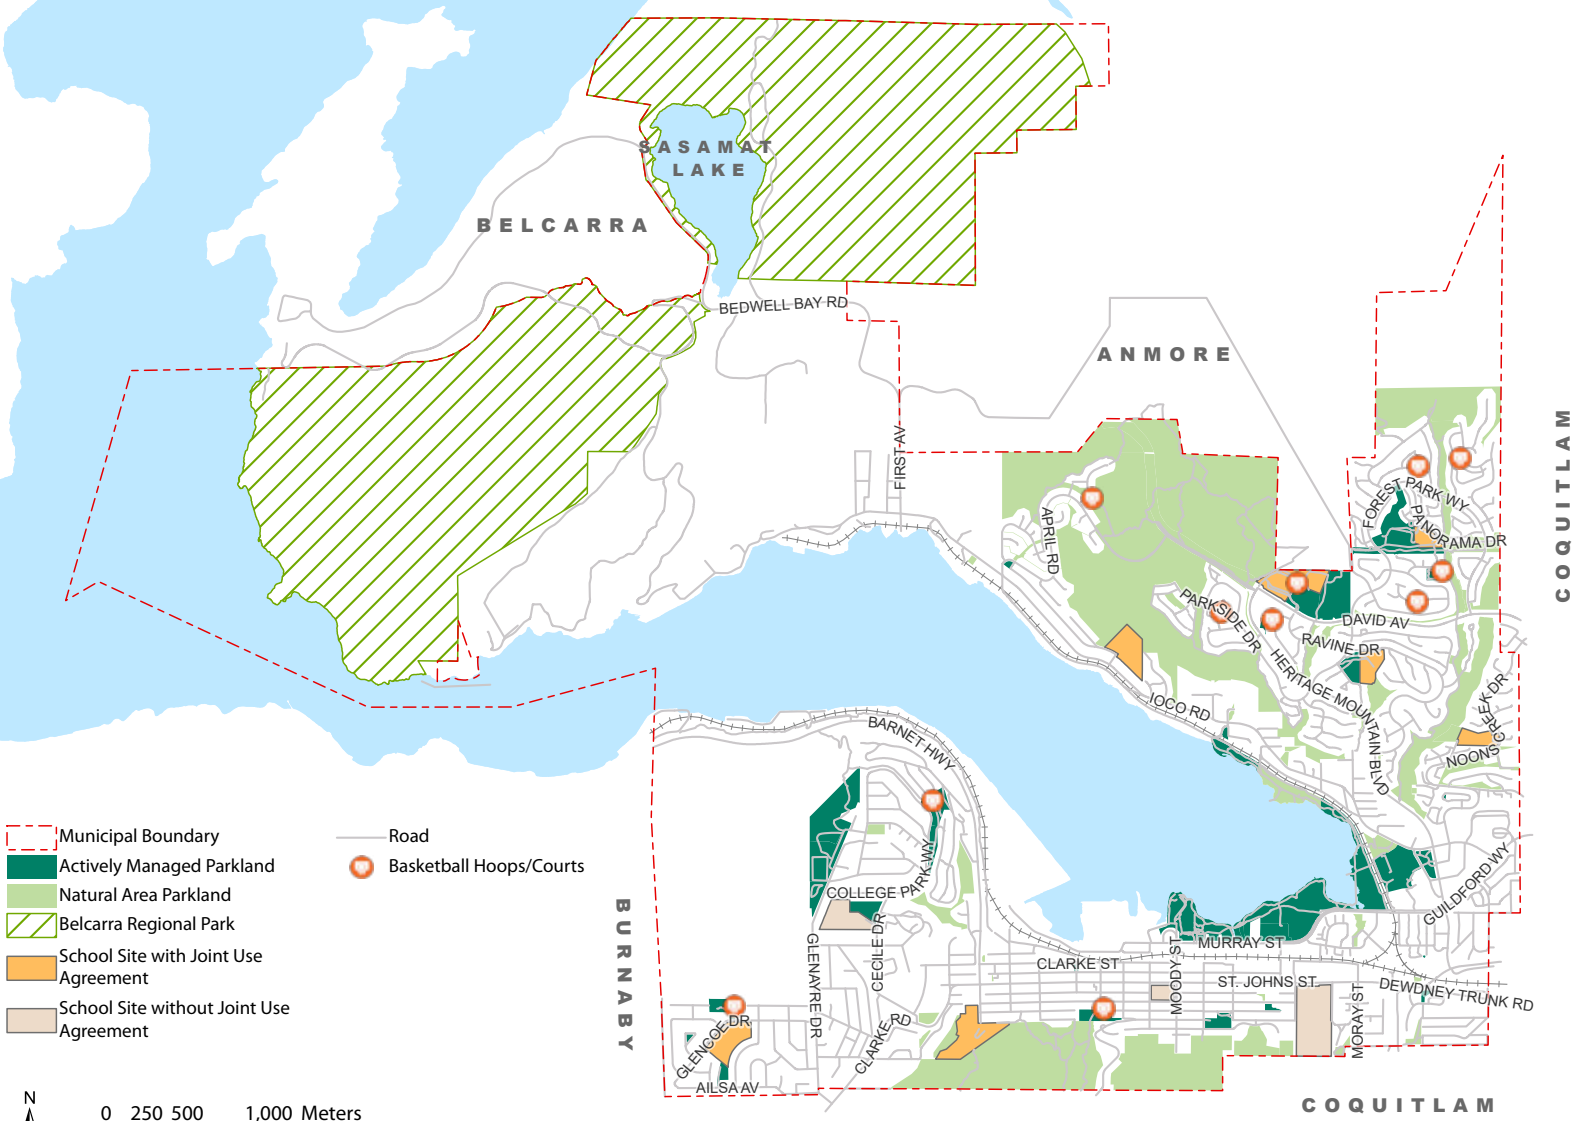 SASAMAT
LAKE
BELCARRA
BEDWELL BAY RD
ANMORE
COQUITLAM
FIRST AV
FOREST PARK WY
PANORAMA DR
APRIL RD
PARKSIDE DR
DAVID AV
RAVINE DR
HERITAGE MOUNTAIN BLVD
IOCO RD
NOONS CREEK DR
BARNET HWY
Municipal Boundary
Road
Actively Managed Parkland
Basketball Hoops/Courts
Natural Area Parkland
Belcarra Regional Park
School Site with Joint Use
Agreement
School Site without Joint Use
Agreement
COLLEGE PARK WY
GUILDFORD WY
BURNABY
GLENAYRE DR
CECILE DR
MURRAY ST
CLARKE ST
MOODY ST
ST. JOHNS ST
DEWDNEY TRUNK RD
MORAY ST
CLARKE RD
GLENCOE DR
AILSA AV
COQUITLAM
N
0 250 500 1,000 Meters